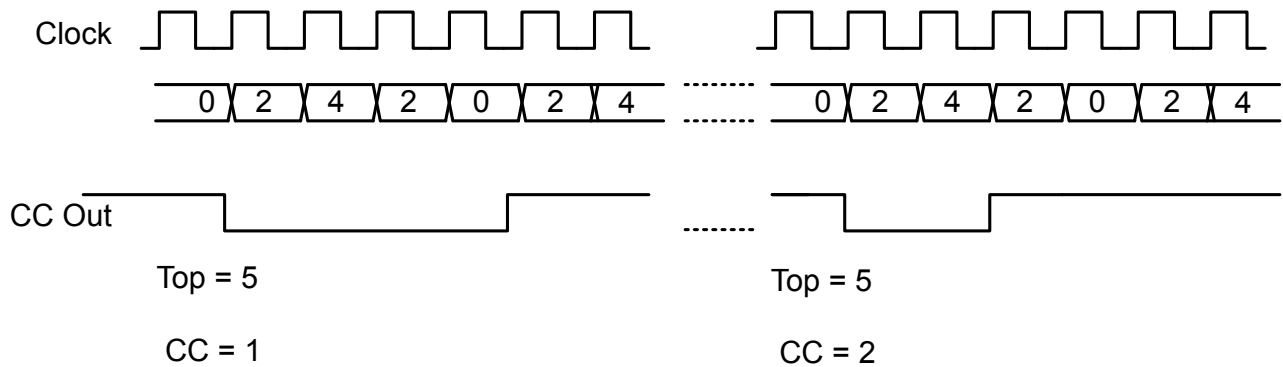 Clock
0 2 4 2 0 2 4 0 2 4 2 0 2 4
CC Out
Top = 5 Top = 5
CC = 1 CC = 2